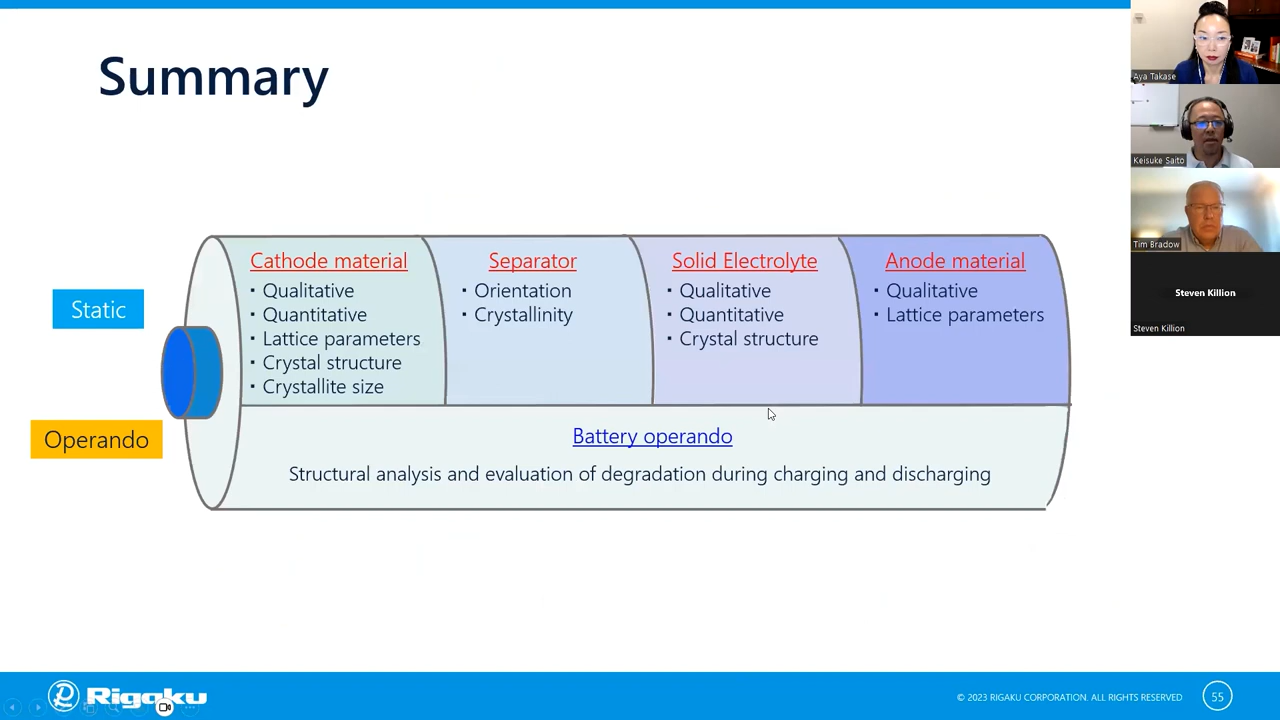 Summary
Static
Operando
Cathode material
▪ Qualitative
▪ Quantitative
▪ Lattice parameters
▪ Crystal structure
▪ Crystallite size
Separator
▪ Orientation
▪ Crystallinity
Solid Electrolyte
▪ Qualitative
▪ Quantitative
▪ Crystal structure
Anode material
▪ Qualitative
▪ Lattice parameters
Battery operando
Structural analysis and evaluation of degradation during charging and discharging
Aya Takase
Keisuke Saito
Tim Bradow
Steven Killion
Steven Killion
Rigaku
© 2023 RIGAKU CORPORATION. ALL RIGHTS RESERVED
55